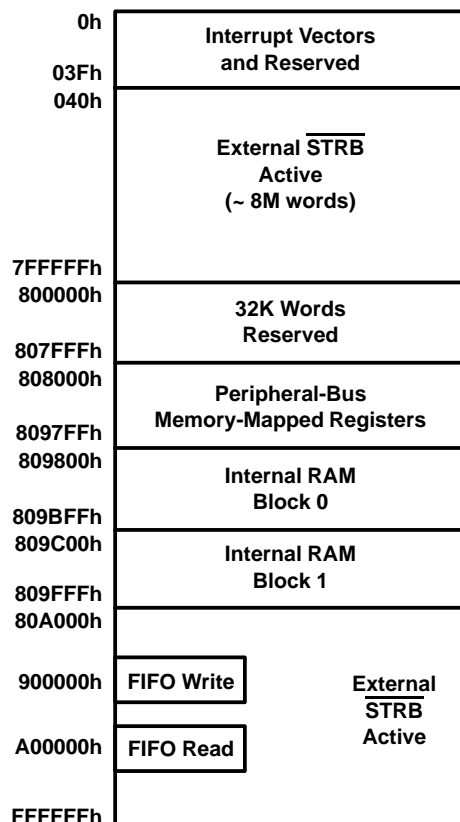 0h
Interrupt Vectors
and Reserved
03Fh
040h
External STRB
Active
(~ 8M words)
7FFFFFh
800000h
32K Words
Reserved
807FFFh
808000h
Peripheral-Bus
Memory-Mapped Registers
8097FFh
809800h
Internal RAM
Block 0
809BFFh
809C00h
Internal RAM
Block 1
809FFFh
80A000h
900000h
FIFO Write
External
STRB
Active
A00000h
FIFO Read
FFFFFFh